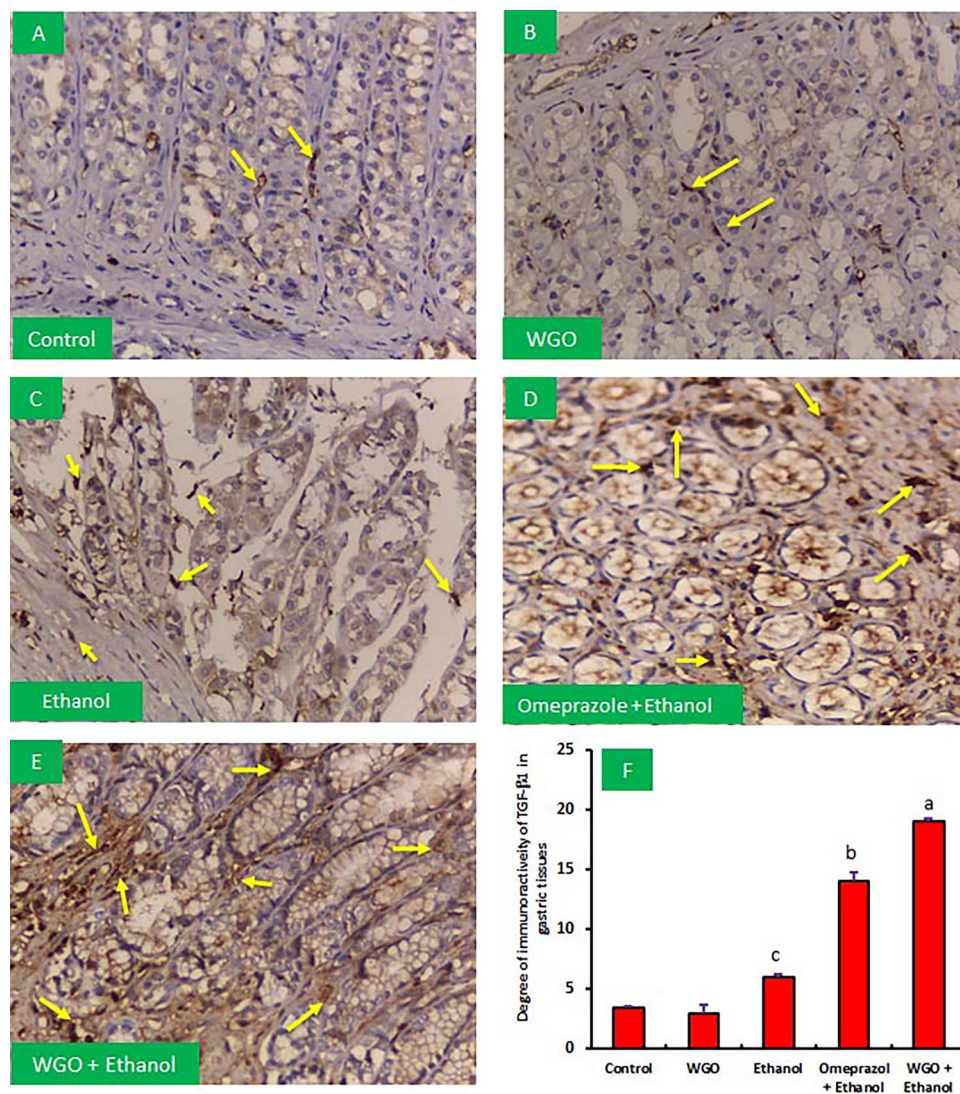 A
Control
B
WGO
C
Ethanol
D
Omeprazole + Ethanol
E
WGO + Ethanol
F
Degree of immunoractiveity of TGF-β1 in
gastric tissues
25
20
15
10
5
0
c
b
a
Control
WGO
Ethanol
Omeprazol
+ Ethanol
WGO +
Ethanol